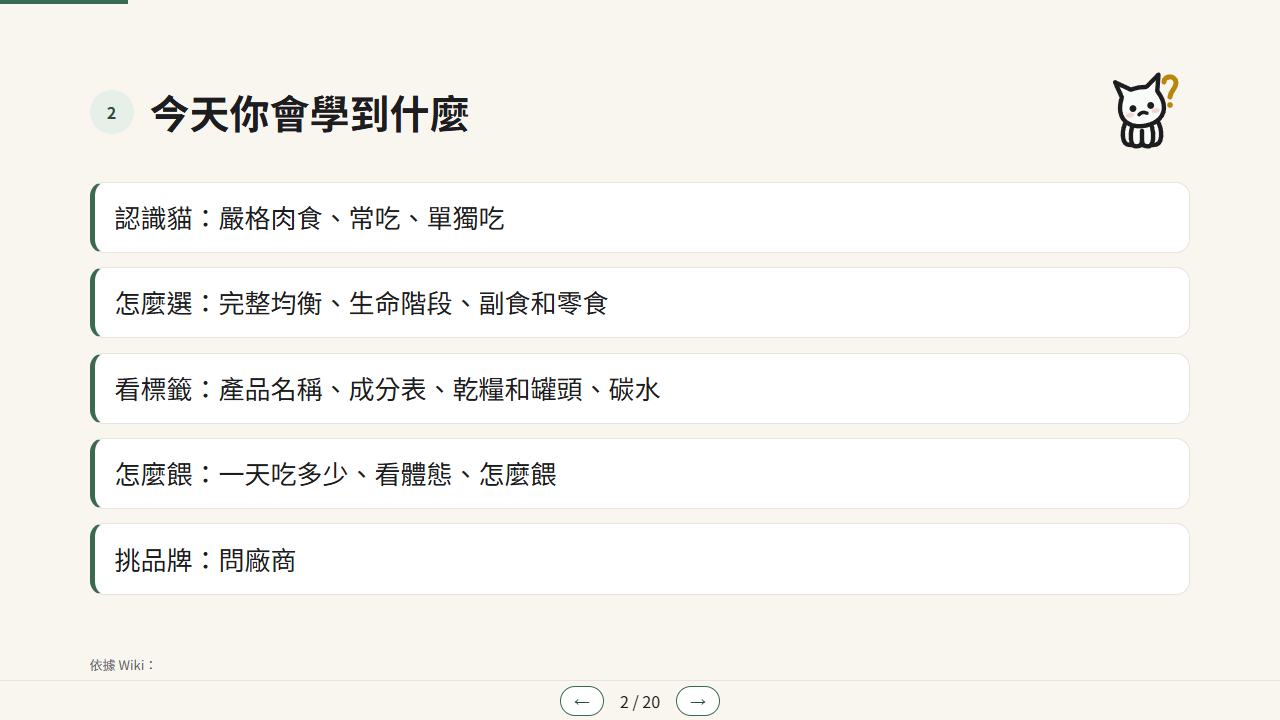 2
今天你會學到什麼
?
認識貓：嚴格肉食、常吃、單獨吃
怎麼選：完整均衡、生命階段、副食和零食
看標籤：產品名稱、成分表、乾糧和罐頭、碳水
怎麼餵：一天吃多少、看體態、怎麼餵
挑品牌：問廠商
依據 Wiki：
← 2 / 20 →